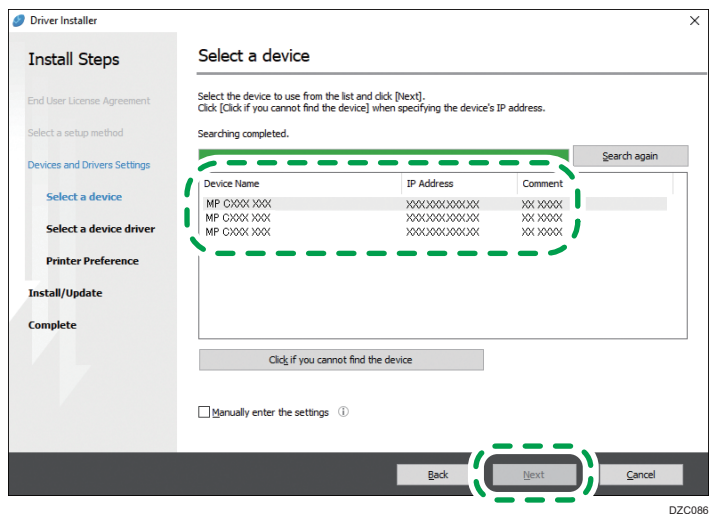 Driver Installer
Install Steps
End User License Agreement
Select a setup method
Devices and Drivers Settings
Select a device
Select a device driver
Printer Preference
Install/Update
Complete
Select a device
Select the device to use from the list and click [Next].
Click [Click if you cannot find the device] when specifying the device's IP address.
Searching completed.
Search again
Device Name IP Address Comment
MP CXXX XXX XXX.XXX.XXX.XX XX XXXX
MP CXXX XXX XXX.XXX.XXX.XX XX XXXX
MP CXXX XXX XXX.XXX.XXX.XX XX XXXX
Click if you cannot find the device
Manually enter the settings
Back Next Cancel
DZC086